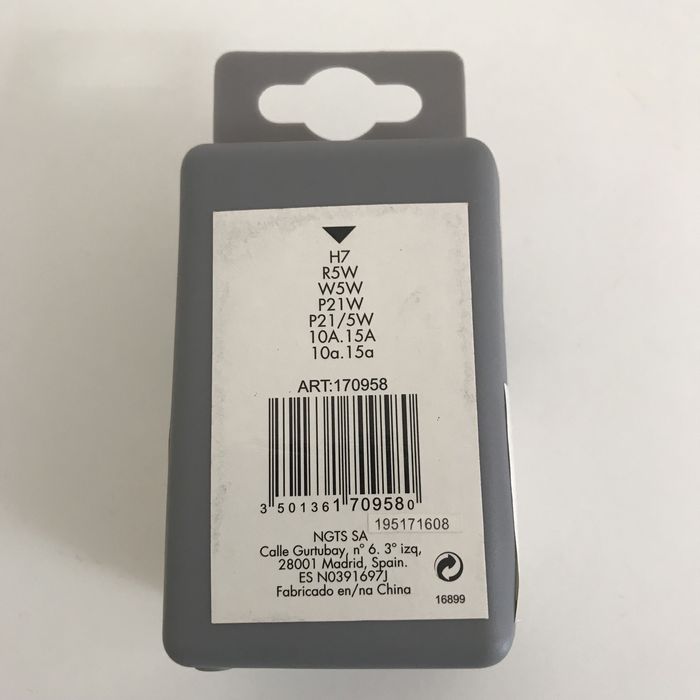 H7
R5W
W5W
P21W
P21/5W
10A.15A
10a.15a
ART:170958
3 501361 709580
195171608
NGTS SA
Calle Gurtubay, nº 6. 3º izq,
28001 Madrid, Spain.
ES N0391697J
Fabricado en/na China
16899